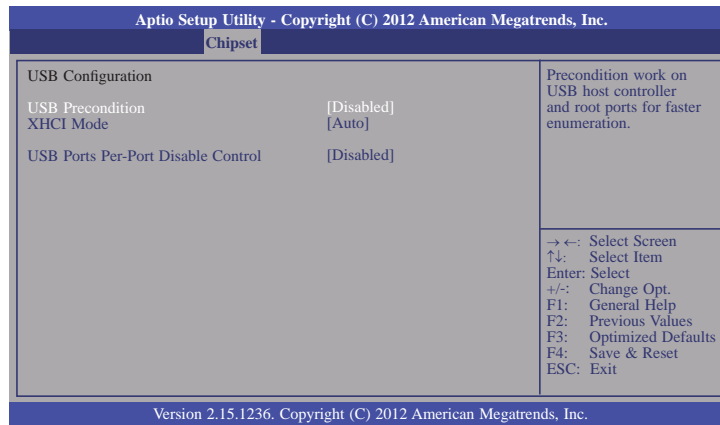 Aptio Setup Utility - Copyright (C) 2012 American Megatrends, Inc.
Chipset
USB Configuration
USB Precondition [Disabled]
XHCI Mode [Auto]
USB Ports Per-Port Disable Control [Disabled]
Precondition work on
USB host controller
and root ports for faster
enumeration.
→←: Select Screen
↑↓: Select Item
Enter: Select
+/-: Change Opt.
F1: General Help
F2: Previous Values
F3: Optimized Defaults
F4: Save & Reset
ESC: Exit
Version 2.15.1236. Copyright (C) 2012 American Megatrends, Inc.